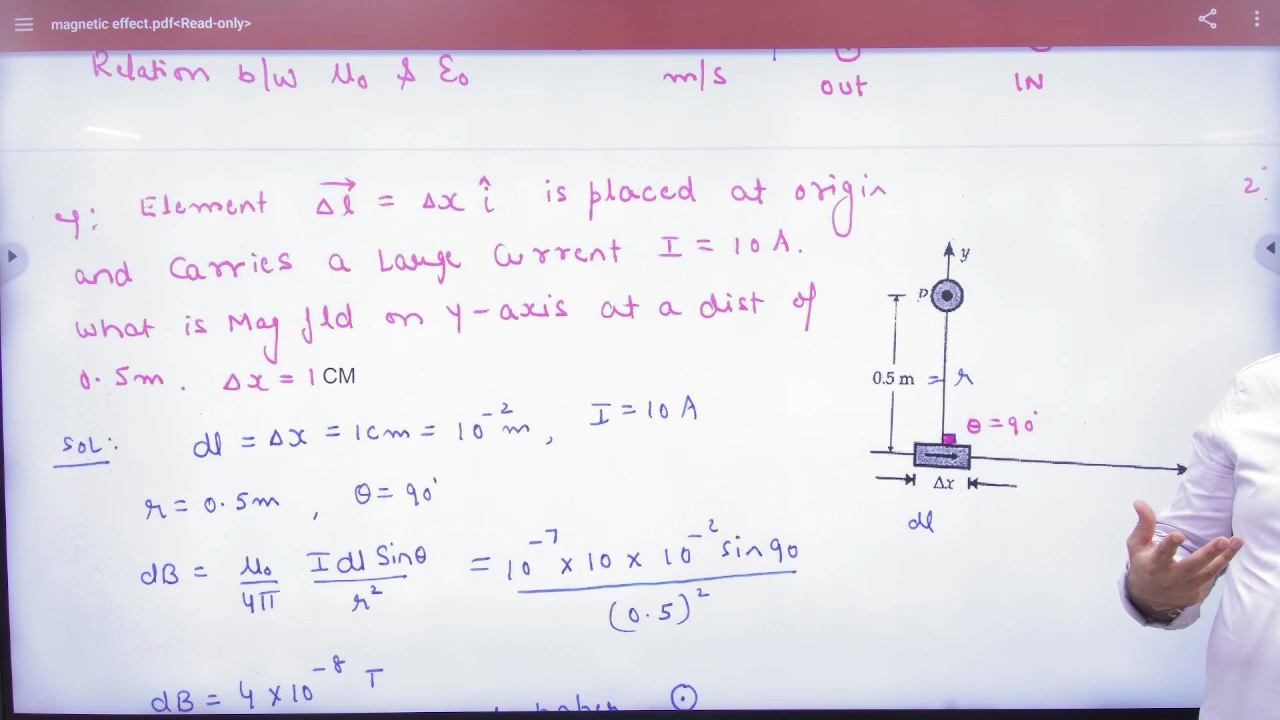 magnetic effect.pdf<Read-only>
Relation b/w μ₀ & ε₀
m/s
out
IN
Element Δl⃗ = Δx î is placed at origin
and carries a Large Current I = 10 A.
what is Mag fld on y-axis at a dist of
0.5m. Δx = 1 CM
2
y
P
0.5 m = r
θ = 90°
Δx
dl
SOL:
dl = Δx = 1cm = 10⁻² m, I = 10 A
r = 0.5m, θ = 90°
dB = μ₀/4π I dl Sinθ/r² = 10⁻⁷ × 10 × 10⁻² sin90/(0.5)²
dB = 4 × 10⁻⁸ T